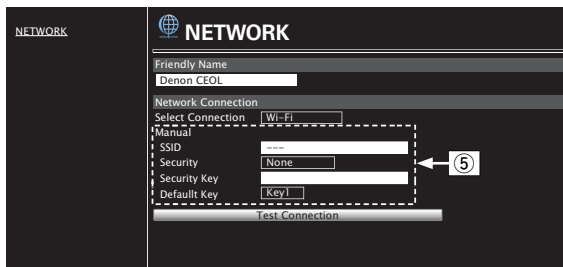 NETWORK
NETWORK
Friendly Name
Denon CEOL
Network Connection
Select Connection Wi-Fi
Manual
SSID ---
Security None
Security Key
Defaullt Key Key1
Test Connection
⑤